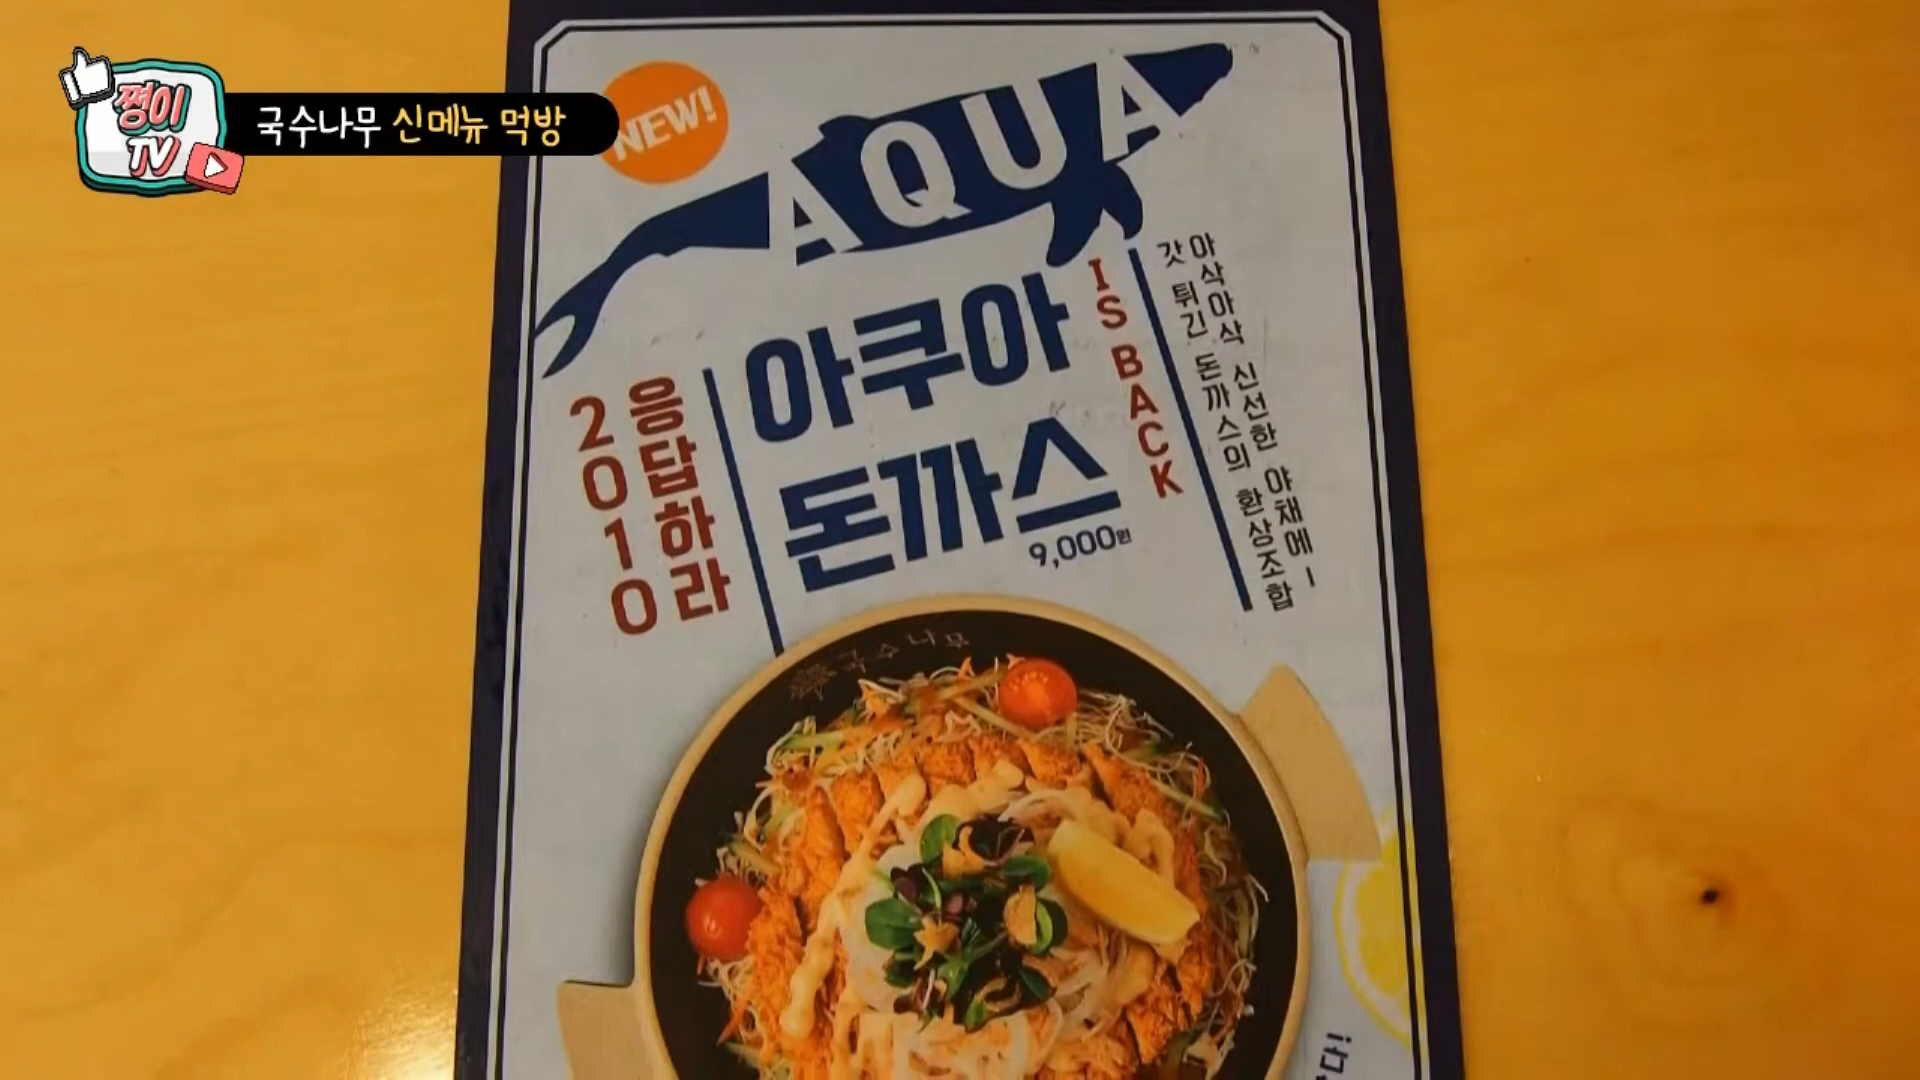 쩡이
TV
국수나무 신메뉴 먹방
NEW!
AQUA
아쿠아
돈까스
9,000원
IS BACK
응답하라
2010
아삭아삭 신선한 야채에
갓 튀긴 돈까스의 환상조합
국수나무
다!